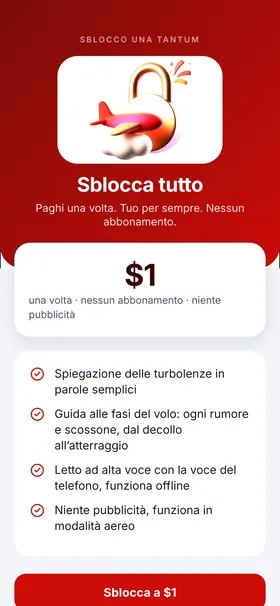 SBLOCCO UNA TANTUM
Sblocca tutto
Paghi una volta. Tuo per sempre. Nessun
abbonamento.
$1
una volta · nessun abbonamento · niente
pubblicità
Spiegazione delle turbolenze in
parole semplici
Guida alle fasi del volo: ogni rumore
e scossone, dal decollo
all’atterraggio
Letto ad alta voce con la voce del
telefono, funziona offline
Niente pubblicità, funziona in
modalità aereo
Sblocca a $1